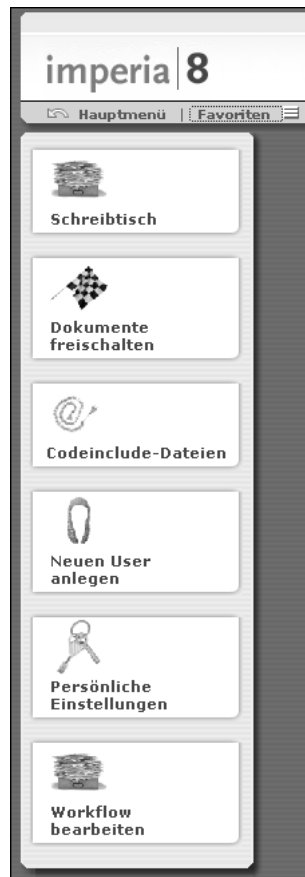 imperia|8
Hauptmenü | Favoriten
Schreibtisch
Dokumente
freischalten
Codeinclude-Dateien
Neuen User
anlegen
Persönliche
Einstellungen
Workflow
bearbeiten